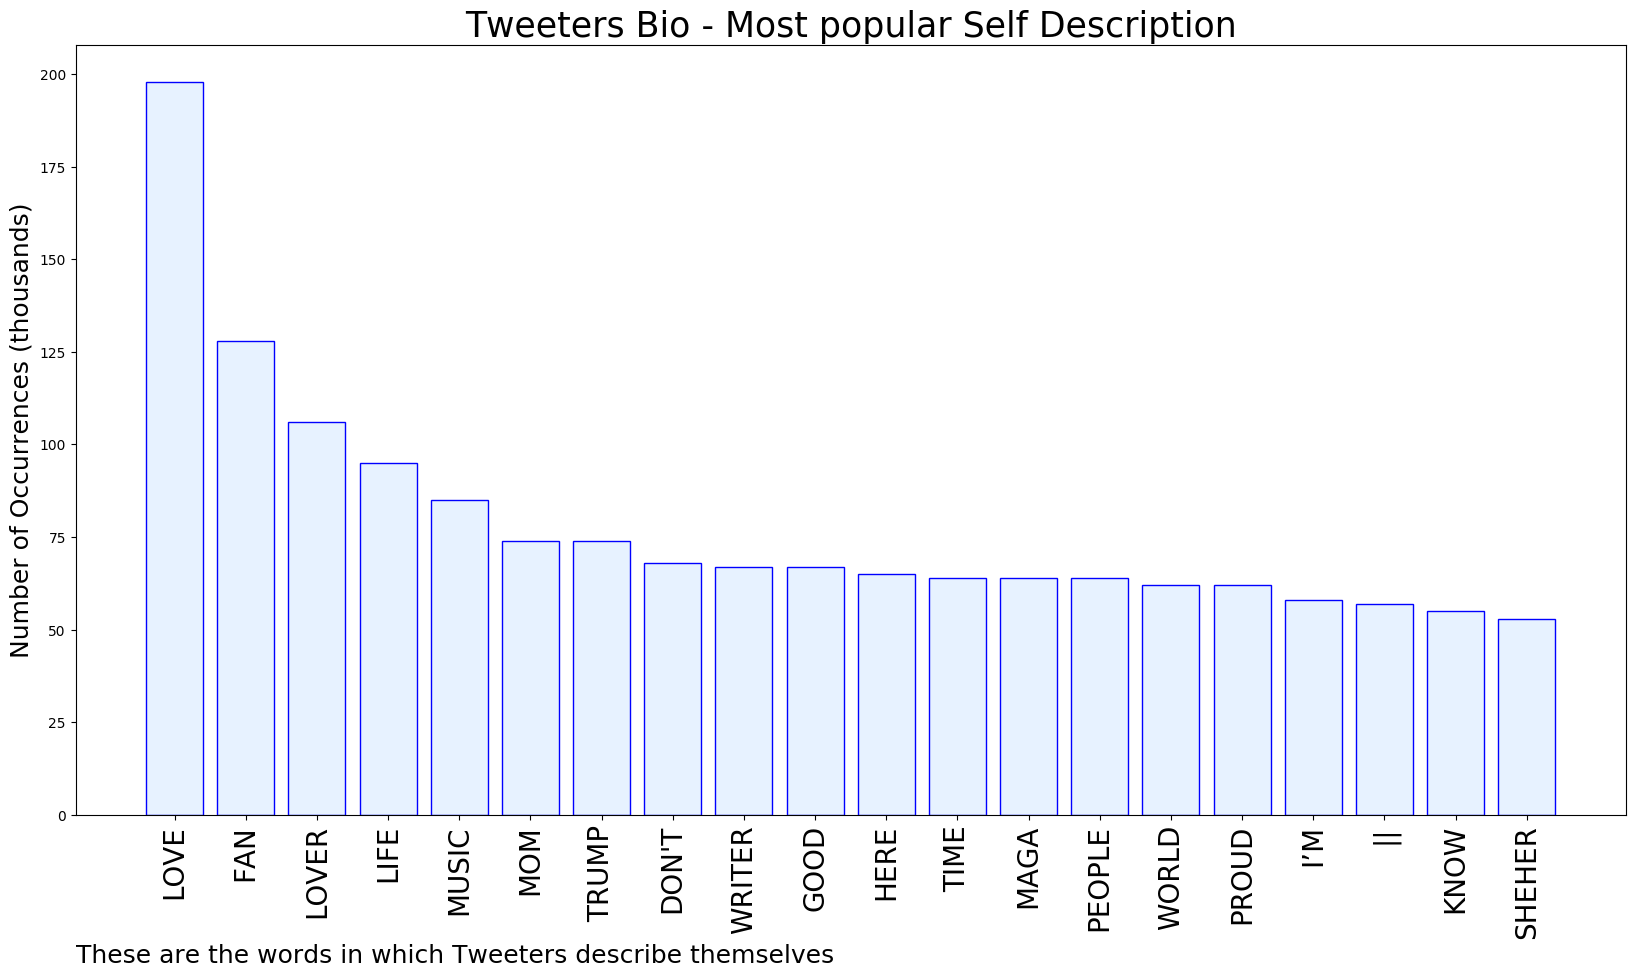 Tweeters Bio - Most popular Self Description
Number of Occurrences (thousands)
200
175
150
125
100
75
50
25
0
LOVE
FAN
LOVER
LIFE
MUSIC
MOM
TRUMP
DON'T
WRITER
GOOD
HERE
TIME
MAGA
PEOPLE
WORLD
PROUD
I’M
||
KNOW
SHEHER
These are the words in which Tweeters describe themselves